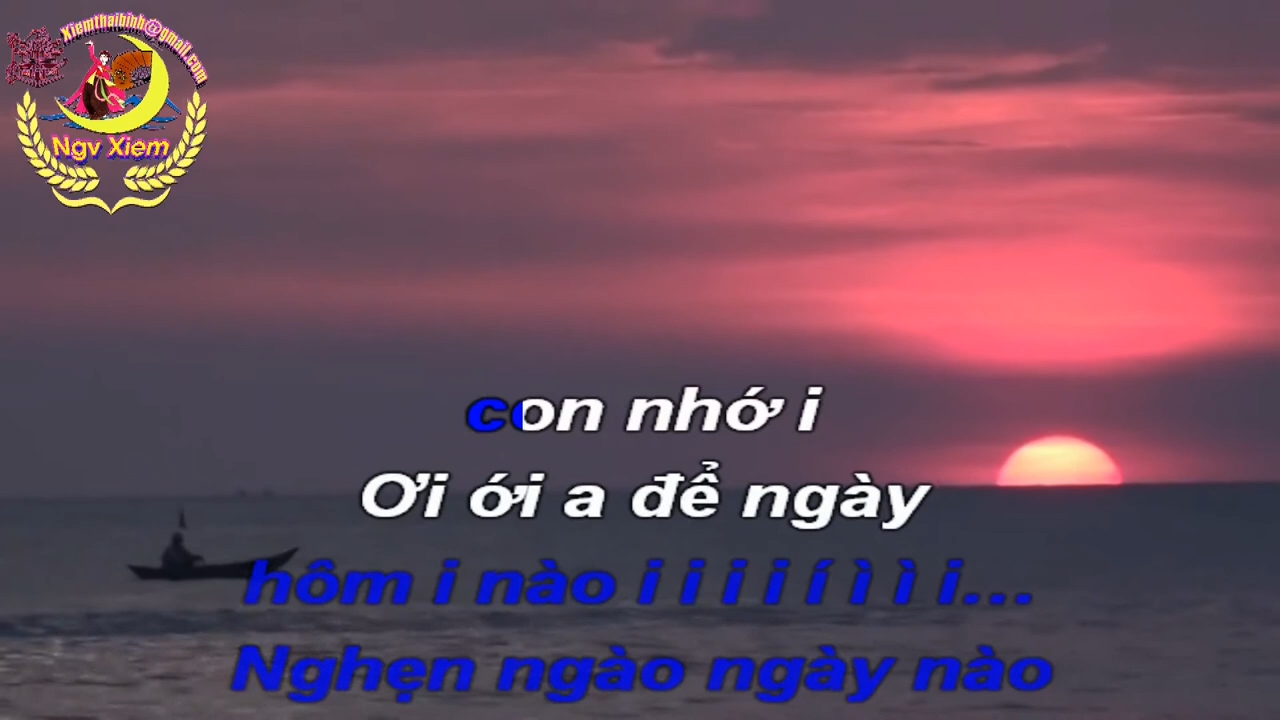 Xiemthaibinh@gmail.com
Ngv Xiem
con nhớ i
Ơi ới a để ngày
hôm i nào i i i i í ì ì i...
Nghẹn ngào ngày nào